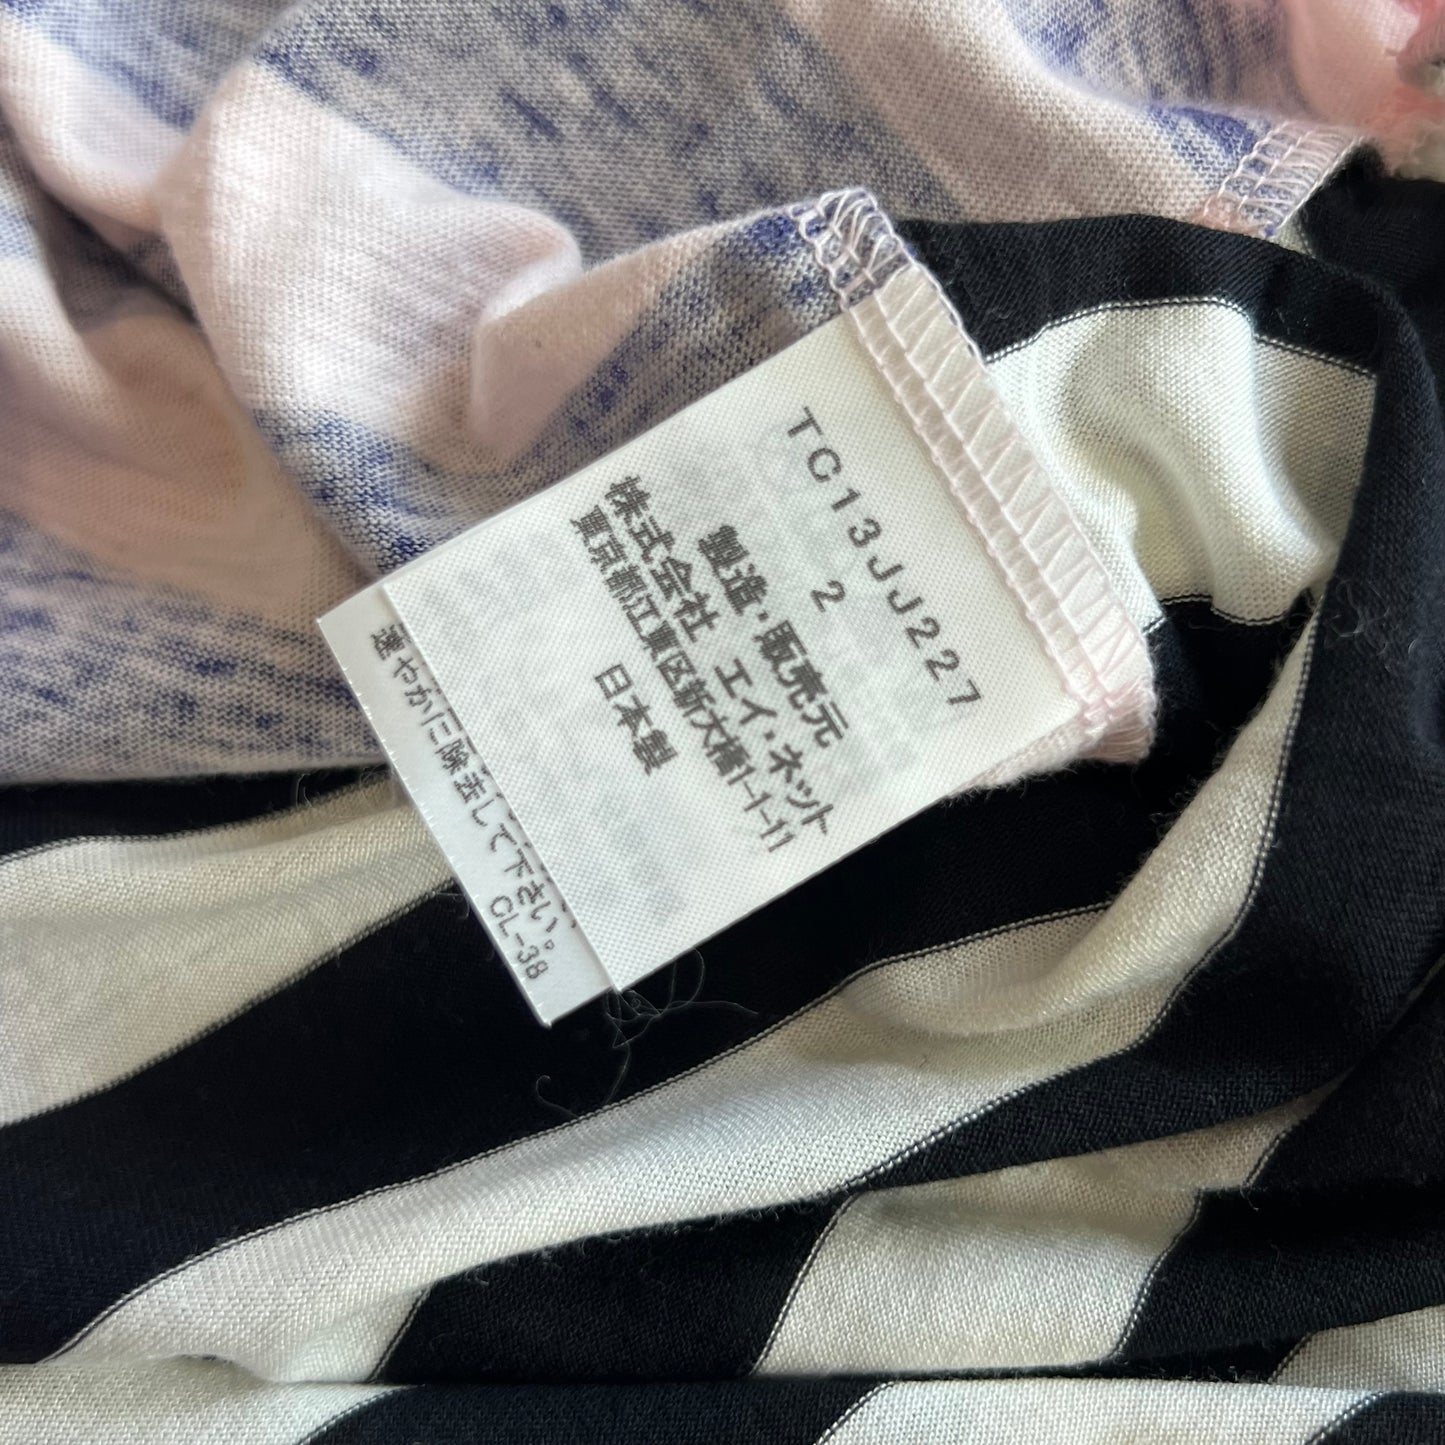 TC13JJ227
2
製造・販売元
株式会社 エイ・ネット
東京都江東区新大橋1-1-11
日本製
速やかに除去して下さい。
CL-38